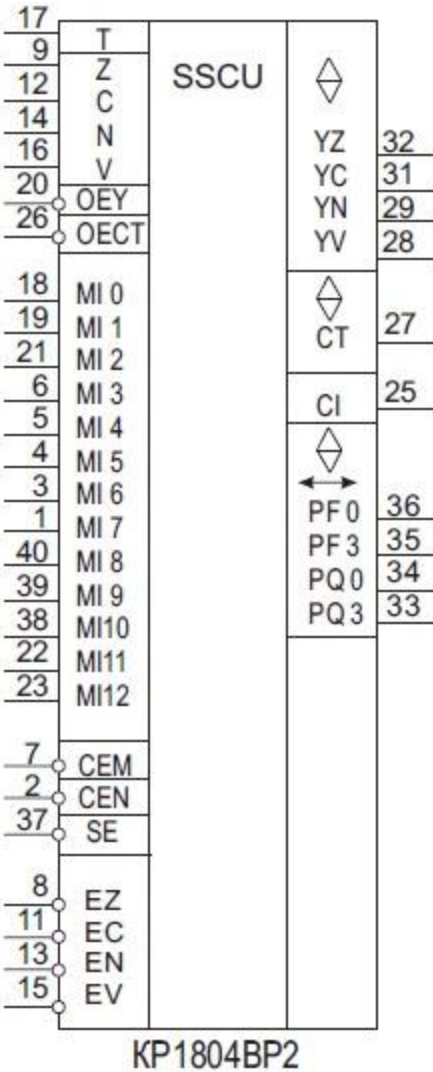 17 T
9 Z SSCU
12 C
14 N YZ 32
16 V YC 31
20 OEY YN 29
26 OECT YV 28
18 MI 0
19 MI 1 CT 27
21 MI 2
6 MI 3 CI 25
5 MI 4
4 MI 5
3 MI 6 PF 0 36
1 MI 7 PF 3 35
40 MI 8 PQ 0 34
39 MI 9 PQ 3 33
38 MI10
22 MI11
23 MI12
7 CEM
2 CEN
37 SE
8 EZ
11 EC
13 EN
15 EV
КР1804ВР2